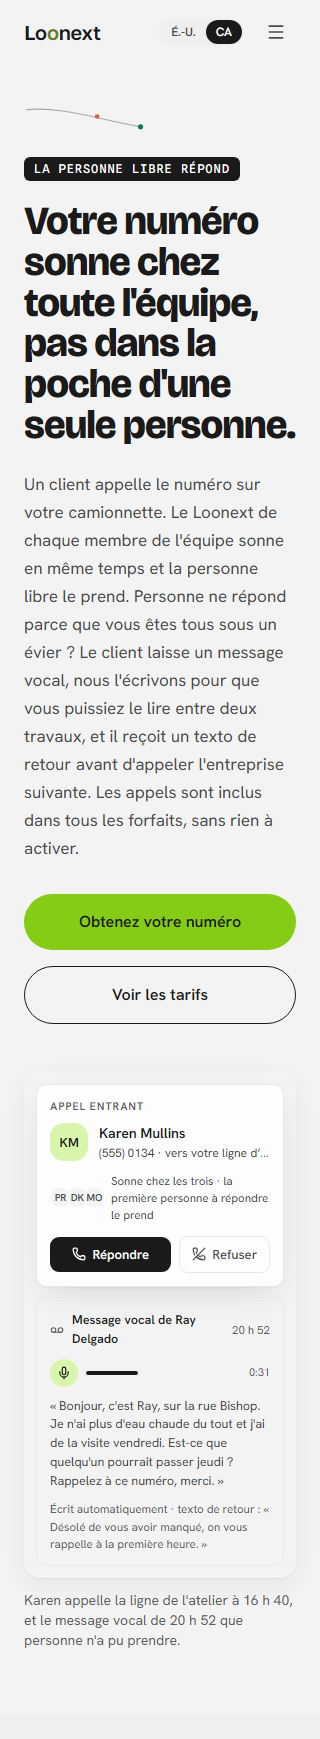 Loonext
É.-U. CA
LA PERSONNE LIBRE RÉPOND
Votre numéro
sonne chez
toute l'équipe,
pas dans la
poche d'une
seule personne.
Un client appelle le numéro sur
votre camionnette. Le Loonext de
chaque membre de l'équipe sonne
en même temps et la personne
libre le prend. Personne ne répond
parce que vous êtes tous sous un
évier ? Le client laisse un message
vocal, nous l'écrivons pour que
vous puissiez le lire entre deux
travaux, et il reçoit un texto de
retour avant d'appeler l'entreprise
suivante. Les appels sont inclus
dans tous les forfaits, sans rien à
activer.
Obtenez votre numéro
Voir les tarifs
APPEL ENTRANT
KM
Karen Mullins
(555) 0134 · vers votre ligne d'...
PR DK MO
Sonne chez les trois · la
première personne à répondre
le prend
Répondre
Refuser
Message vocal de Ray
Delgado
20 h 52
0:31
« Bonjour, c'est Ray, sur la rue Bishop.
Je n'ai plus d'eau chaude du tout et j'ai
de la visite vendredi. Est-ce que
quelqu'un pourrait passer jeudi ?
Rappelez à ce numéro, merci. »
Écrit automatiquement · texto de retour : «
Désolé de vous avoir manqué, on vous
rappelle à la première heure. »
Karen appelle la ligne de l'atelier à 16 h 40,
et le message vocal de 20 h 52 que
personne n'a pu prendre.